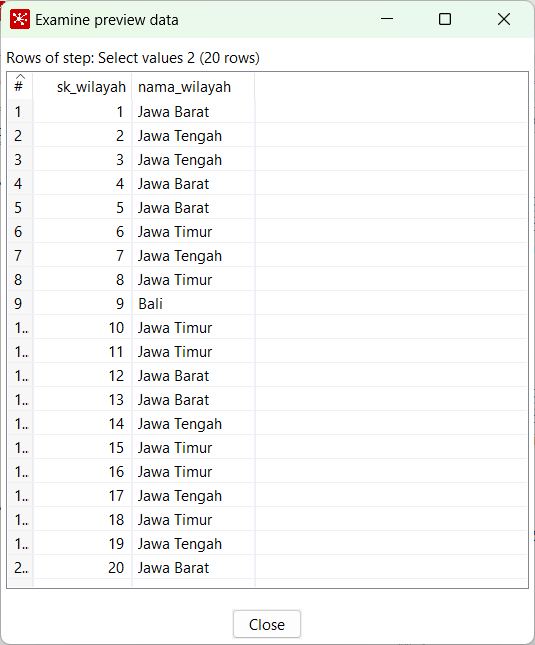 Examine preview data
Rows of step: Select values 2 (20 rows)
# sk_wilayah nama_wilayah
1 1 Jawa Barat
2 2 Jawa Tengah
3 3 Jawa Tengah
4 4 Jawa Barat
5 5 Jawa Barat
6 6 Jawa Timur
7 7 Jawa Tengah
8 8 Jawa Timur
9 9 Bali
1.. 10 Jawa Timur
1.. 11 Jawa Timur
1.. 12 Jawa Barat
1.. 13 Jawa Barat
1.. 14 Jawa Tengah
1.. 15 Jawa Timur
1.. 16 Jawa Timur
1.. 17 Jawa Tengah
1.. 18 Jawa Timur
1.. 19 Jawa Tengah
2.. 20 Jawa Barat
Close